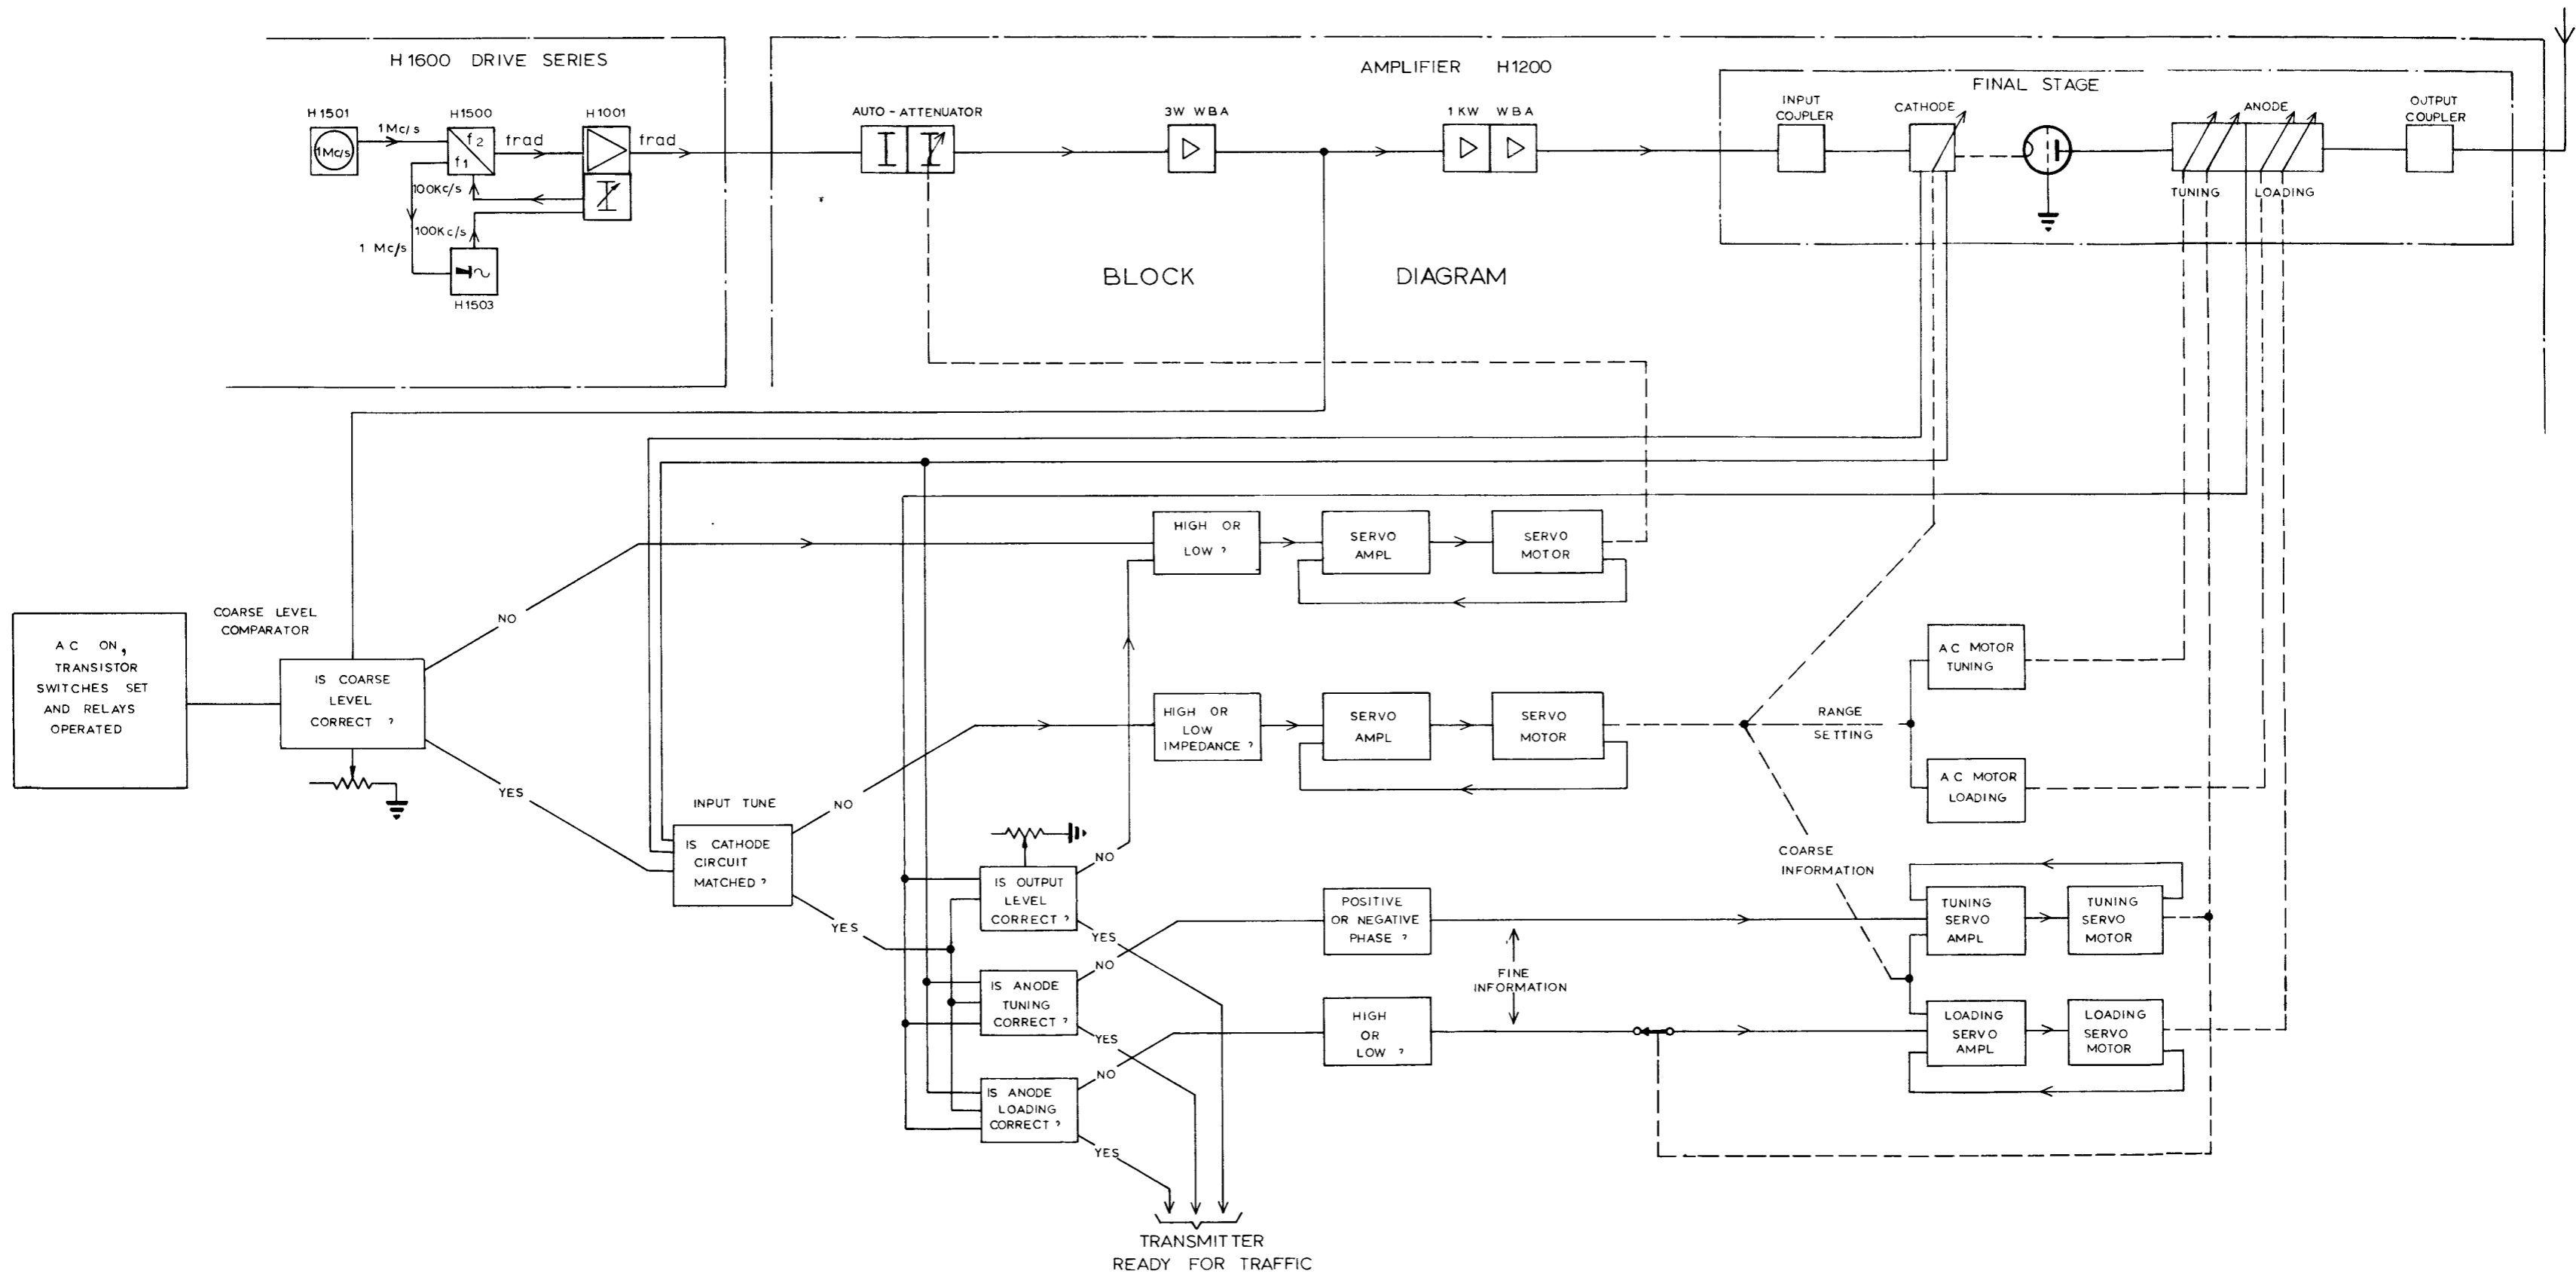 H1600 DRIVE SERIES
H1501
1Mc/s
1Mc/s
H1500
f2
f1
frad
H1001
frad
100Kc/s
100Kc/s
1 Mc/s
H1503
AMPLIFIER H1200
AUTO-ATTENUATOR
3W WBA
1KW WBA
FINAL STAGE
INPUT
COUPLER
CATHODE
ANODE
TUNING
LOADING
OUTPUT
COUPLER
BLOCK DIAGRAM
AC ON,
TRANSISTOR
SWITCHES SET
AND RELAYS
OPERATED
COARSE LEVEL
COMPARATOR
IS COARSE
LEVEL
CORRECT ?
NO
YES
HIGH OR
LOW ?
SERVO
AMPL
SERVO
MOTOR
INPUT TUNE
IS CATHODE
CIRCUIT
MATCHED ?
NO
YES
HIGH OR
LOW
IMPEDANCE ?
SERVO
AMPL
SERVO
MOTOR
RANGE
SETTING
AC MOTOR
TUNING
AC MOTOR
LOADING
COARSE
INFORMATION
IS OUTPUT
LEVEL
CORRECT ?
NO
YES
IS ANODE
TUNING
CORRECT ?
NO
YES
IS ANODE
LOADING
CORRECT ?
NO
YES
POSITIVE
OR NEGATIVE
PHASE ?
FINE
INFORMATION
HIGH
OR
LOW ?
TUNING
SERVO
AMPL
TUNING
SERVO
MOTOR
LOADING
SERVO
AMPL
LOADING
SERVO
MOTOR
TRANSMITTER
READY FOR TRAFFIC